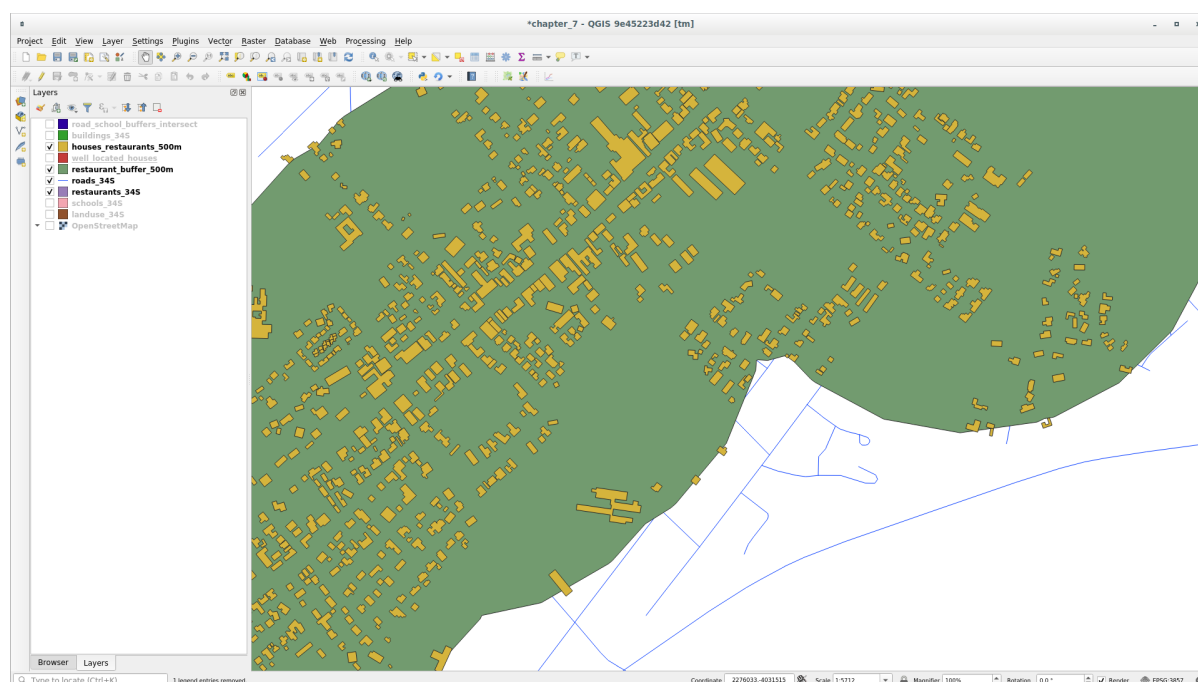 *chapter_7 - QGIS 9e45223d42 [tm]
Project Edit View Layer Settings Plugins Vector Raster Database Web Processing Help
Layers
road_school_buffers_intersect
buildings_34S
houses_restaurants_500m
well_located_houses
restaurant_buffer_500m
roads_34S
restaurants_34S
schools_34S
landuse_34S
OpenStreetMap
Browser Layers
Type to locate (Ctrl+K) 1 legend entries removed. Coordinate 2276033,-4031515 Scale 1:5712 Magnifier 100% Rotation 0.0 ° Render EPSG:3857